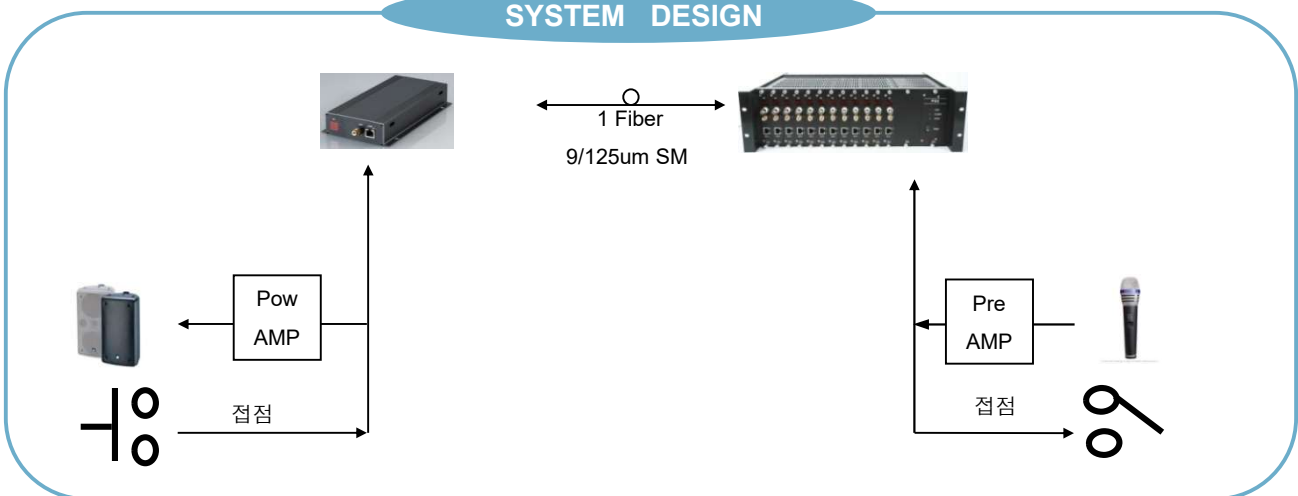 SYSTEM DESIGN
1 Fiber
9/125um SM
Pow
AMP
Pre
AMP
접점
접점